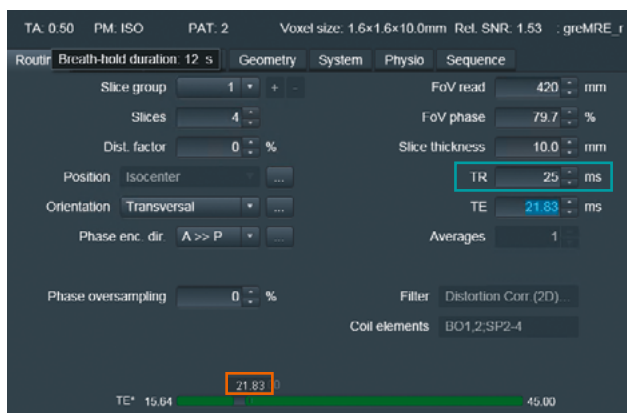 TA: 0.50 PM: ISO PAT: 2 Voxel size: 1.6×1.6×10.0mm Rel. SNR: 1.53 : greMRE_r
Routin Breath-hold duration: 12 s Geometry System Physio Sequence
Slice group 1 + - FoV read 420 mm
Slices 4 FoV phase 79.7 %
Dist. factor 0 % Slice thickness 10.0 mm
Position Isocenter ... TR 25 ms
Orientation Transversal ... TE 21.83 ms
Phase enc. dir. A >> P ... Averages 1
Phase oversampling 0 % Filter Distortion Corr.(2D)...
Coil elements BO1,2;SP2-4
21.83
TE* 15.64 45.00